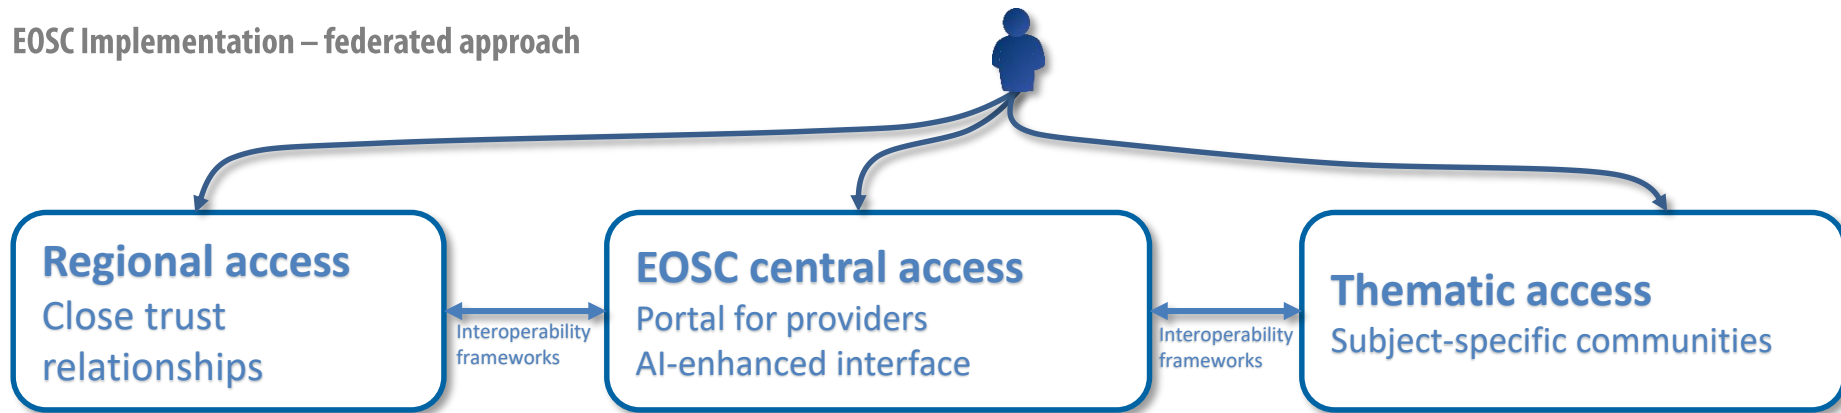 EOSC Implementation – federated approach
Regional access
Close trust
relationships
Interoperability
frameworks
EOSC central access
Portal for providers
AI-enhanced interface
Interoperability
frameworks
Thematic access
Subject-specific communities